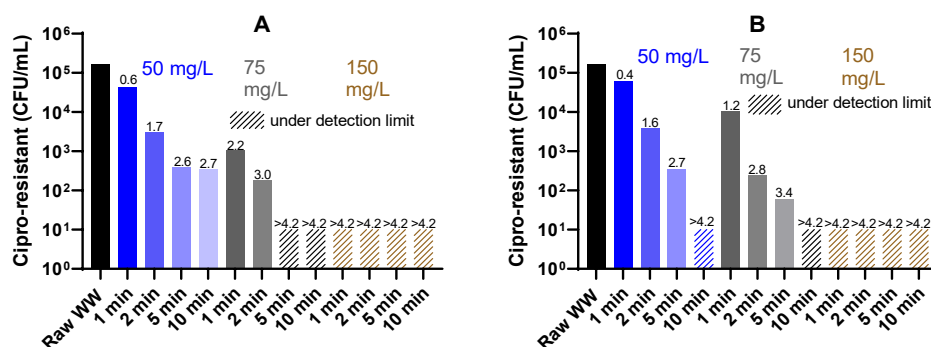 A
Cipro-resistant (CFU/mL)
10⁶
10⁵
10⁴
10³
10²
10¹
10⁰
50 mg/L
75
mg/L
150
mg/L
under detection limit
0.6
1.7
2.6
2.7
2.2
3.0
>4.2
>4.2
>4.2
>4.2
>4.2
>4.2
Raw WW
1 min
2 min
5 min
10 min
1 min
2 min
5 min
10 min
1 min
2 min
5 min
10 min
B
Cipro-resistant (CFU/mL)
10⁶
10⁵
10⁴
10³
10²
10¹
10⁰
50 mg/L
75
mg/L
150
mg/L
under detection limit
0.4
1.6
2.7
>4.2
1.2
2.8
3.4
>4.2
>4.2
>4.2
>4.2
>4.2
Raw WW
1 min
2 min
5 min
10 min
1 min
2 min
5 min
10 min
1 min
2 min
5 min
10 min